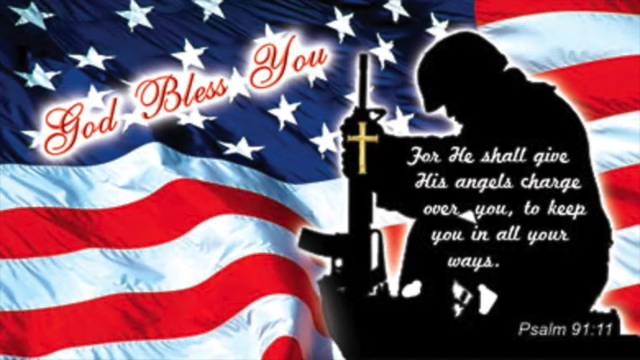 God Bless You
For He shall give
His angels charge
over you, to keep
you in all your
ways.
Psalm 91:11